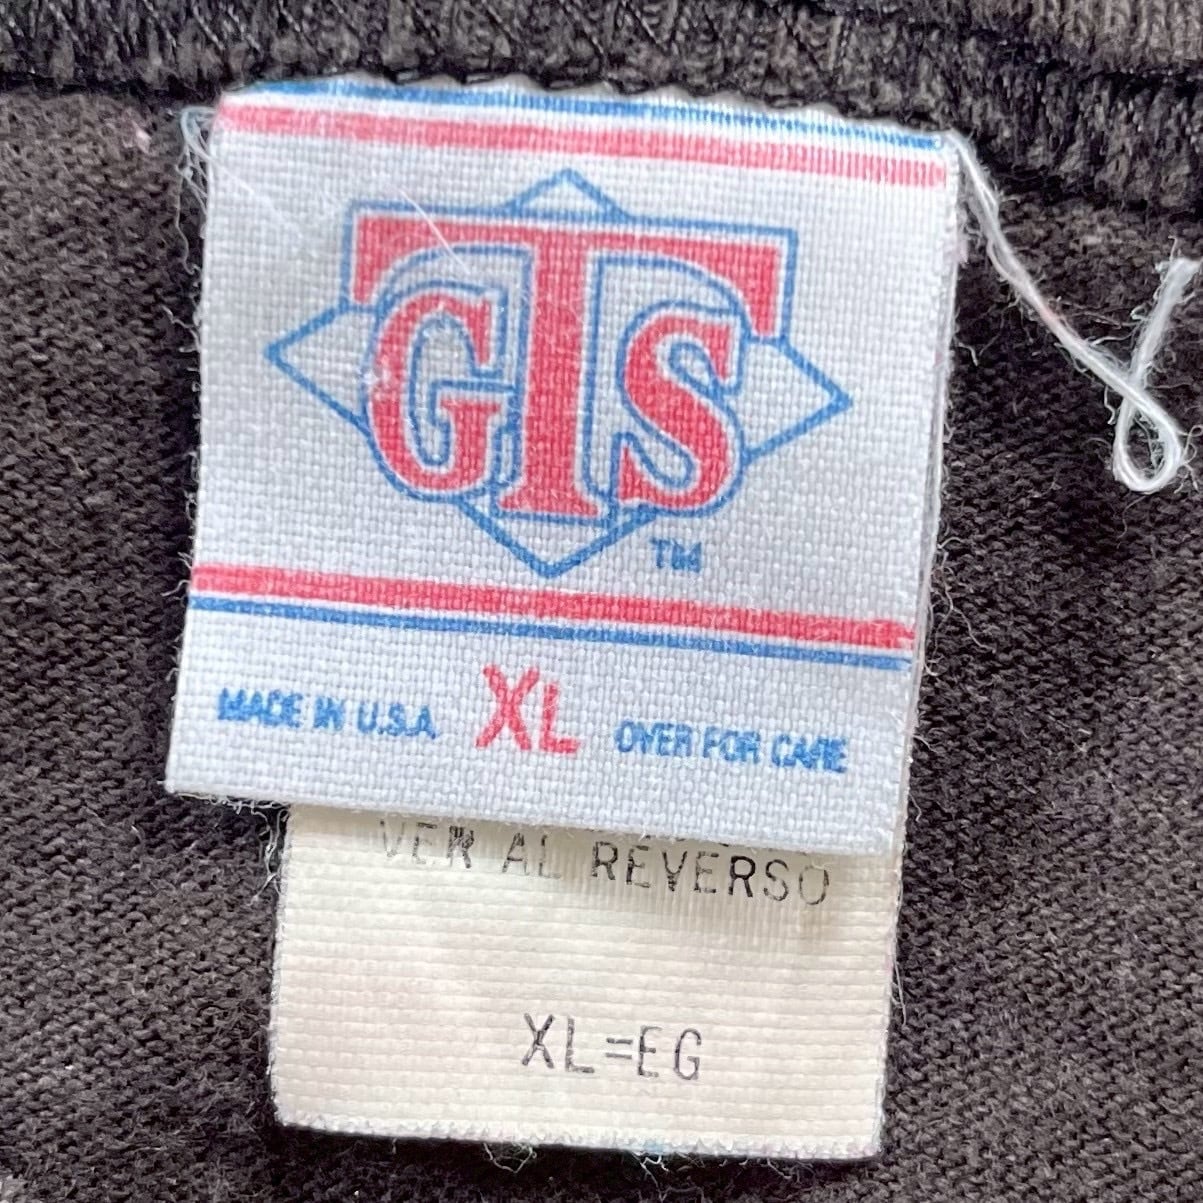 GTS
TM
MADE IN U.S.A. XL OVER FOR CARE
VER AL REVERSO
XL=EG